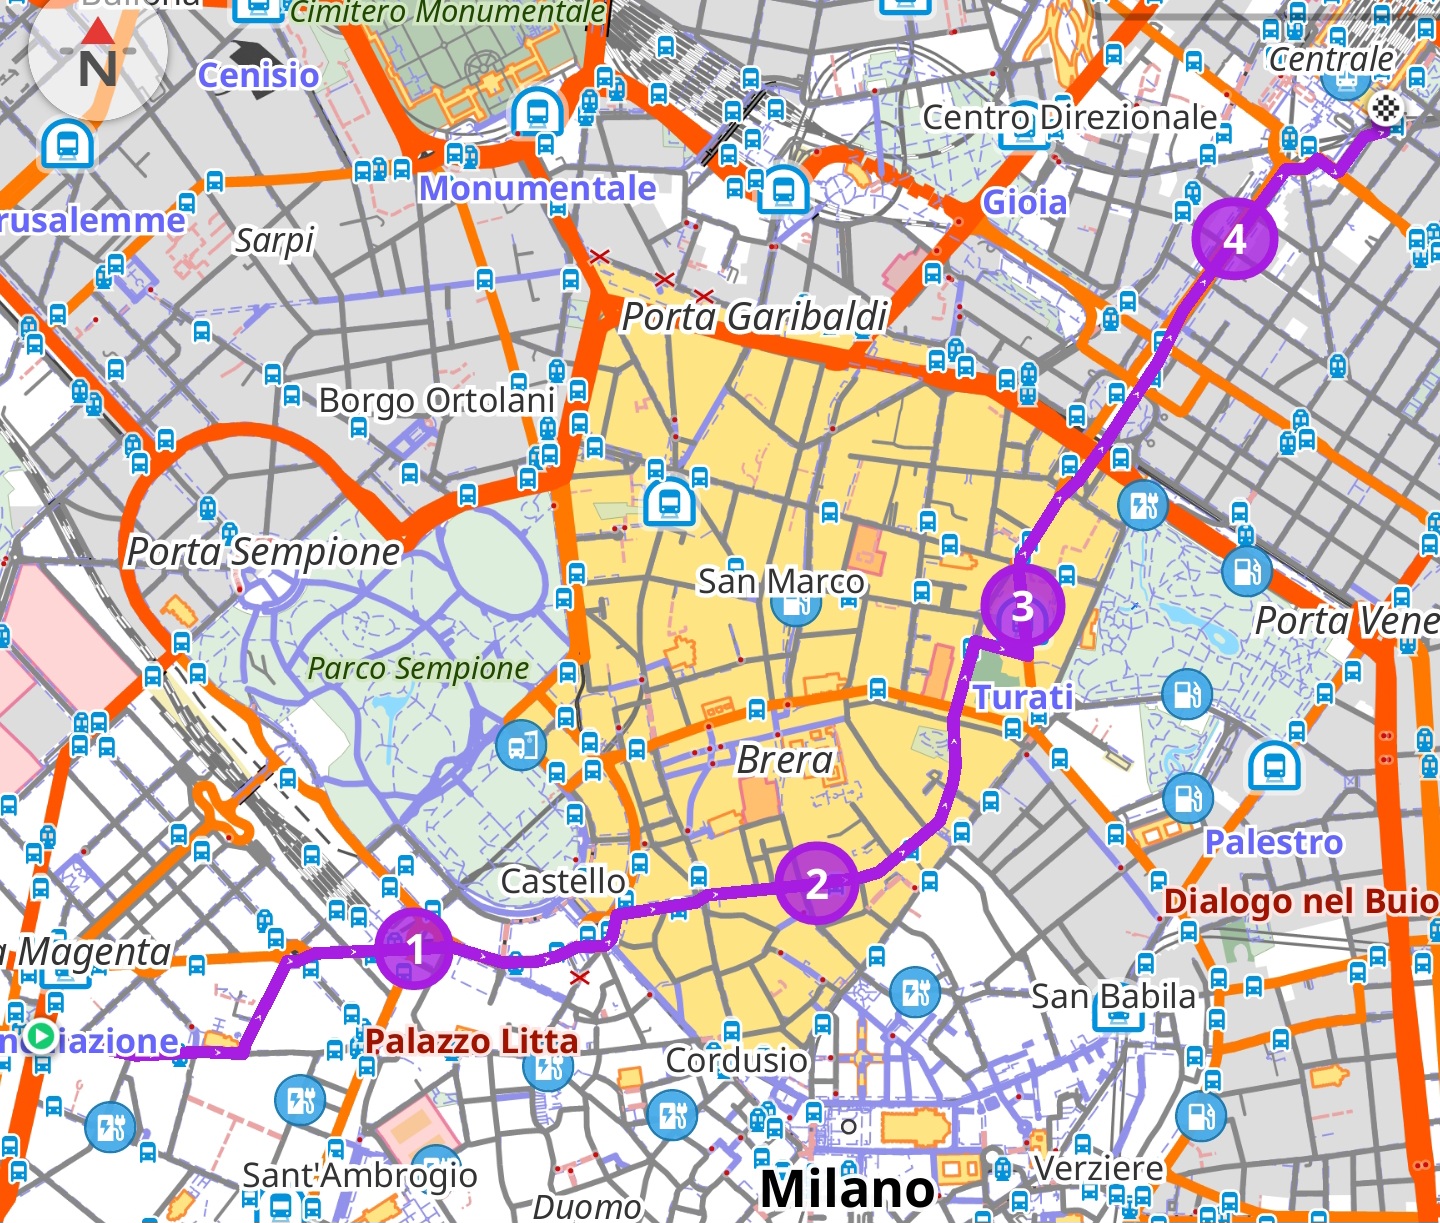 Cimitero Monumentale
N
Cenisio
Centrale
Centro Direzionale
Monumentale
Gioia
rusalemme
Sarpi
4
Porta Garibaldi
Borgo Ortolani
Porta Sempione
San Marco
3
Porta Vene
Parco Sempione
Turati
Brera
Palestro
Castello
2
Dialogo nel Buio
a Magenta
1
San Babila
iazione
Palazzo Litta
Cordusio
Sant'Ambrogio
Verziere
Milano
Duomo